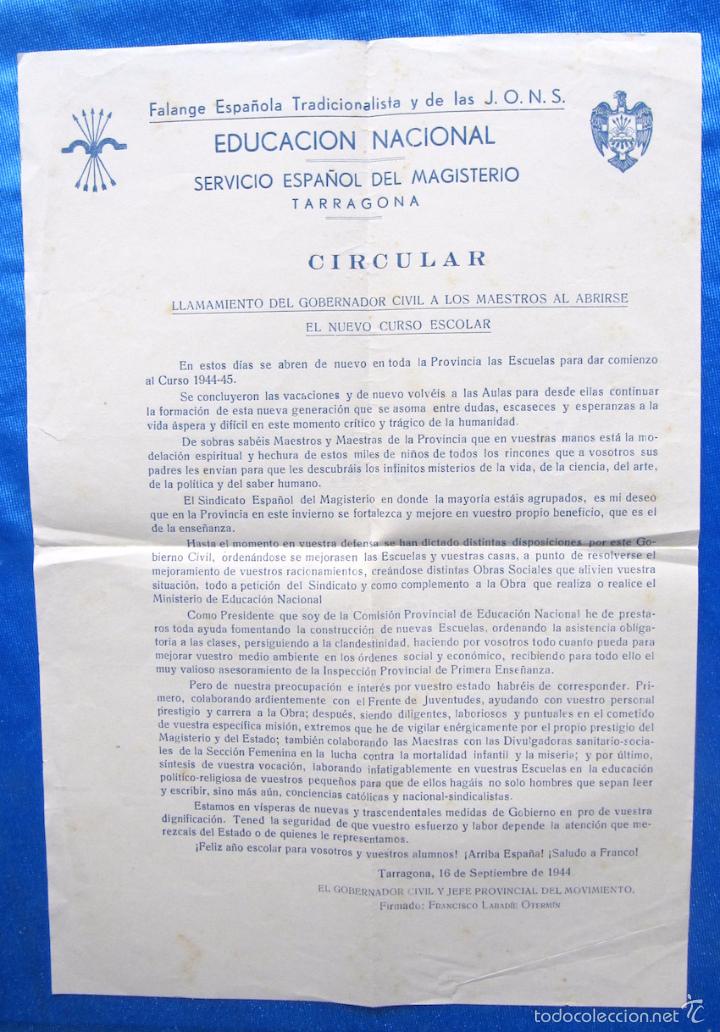 Falange Española Tradicionalista y de las J. O. N. S.
EDUCACION NACIONAL
SERVICIO ESPAÑOL DEL MAGISTERIO
TARRAGONA
CIRCULAR
LLAMAMIENTO DEL GOBERNADOR CIVIL A LOS MAESTROS AL ABRIRSE
EL NUEVO CURSO ESCOLAR
En estos días se abren de nuevo en toda la Provincia las Escuelas para dar comienzo
al Curso 1944-45.
Se concluyeron las vacaciones y de nuevo volvéis a las Aulas para desde ellas continuar
la formación de esta nueva generación que se asoma entre dudas, escaseces y esperanzas a la
vida áspera y difícil en este momento crítico y trágico de la humanidad.
De sobras sabéis Maestros y Maestras de la Provincia que en vuestras manos está la mo-
delación espiritual y hechura de estos miles de niños de todos los rincones que a vosotros sus
padres les envían para que les descubráis los infinitos misterios de la vida, de la ciencia, del arte,
de la política y del saber humano.
El Sindicato Español del Magisterio en donde la mayoría estáis agrupados, es mi deseo
que en la Provincia en este invierno se fortalezca y mejore en vuestro propio beneficio, que es el
de la enseñanza.
Hasta el momento en vuestra defensa se han dictado distintas disposiciones por este Go-
bierno Civil, ordenándose se mejorasen las Escuelas y vuestras casas, a punto de resolverse el
mejoramiento de vuestros racionamientos, creándose distintas Obras Sociales que alivien vuestra
situación, todo a petición del Sindicato y como complemento a la Obra que realiza o realice el
Ministerio de Educación Nacional
Como Presidente que soy de la Comisión Provincial de Educación Nacional he de presta-
ros toda ayuda fomentando la construcción de nuevas Escuelas, ordenando la asistencia obliga-
toria a las clases, persiguiendo a la clandestinidad, haciendo por vosotros todo cuanto pueda para
mejorar vuestro medio ambiente en los órdenes social y económico, recibiendo para todo ello el
muy valioso asesoramiento de la Inspección Provincial de Primera Enseñanza.
Pero de nuestra preocupación e interés por vuestro estado habréis de corresponder. Pri-
mero, colaborando ardientemente con el Frente de Juventudes, ayudando con vuestro personal
prestigio y carrera a la Obra; después, siendo diligentes, laboriosos y puntuales en el cometido
de vuestra específica misión, extremos que he de vigilar enérgicamente por el propio prestigio del
Magisterio y del Estado; también colaborando las Maestras con las Divulgadoras sanitario-socia-
les de la Sección Femenina en la lucha contra la mortalidad infantil y la miseria; y por último,
síntesis de vuestra vocación, laborando infatigablemente en vuestras Escuelas en la educación
político-religiosa de vuestros pequeños para que de ellos hagáis no solo hombres que sepan leer
y escribir, sino más aún, conciencias católicas y nacional-sindicalistas.
Estamos en vísperas de nuevas y trascendentales medidas de Gobierno en pro de vuestra
dignificación. Tened la seguridad de que vuestro esfuerzo y labor depende la atención que me-
rezcais del Estado o de quienes le representamos.
¡Feliz año escolar para vosotros y vuestros alumnos! ¡Arriba España! ¡Saludo a Franco!
Tarragona, 16 de Septiembre de 1944
EL GOBERNADOR CIVIL Y JEFE PROVINCIAL DEL MOVIMIENTO,
Firmado: FRANCISCO LABADÍE OTERMÍN
todocoleccion.net